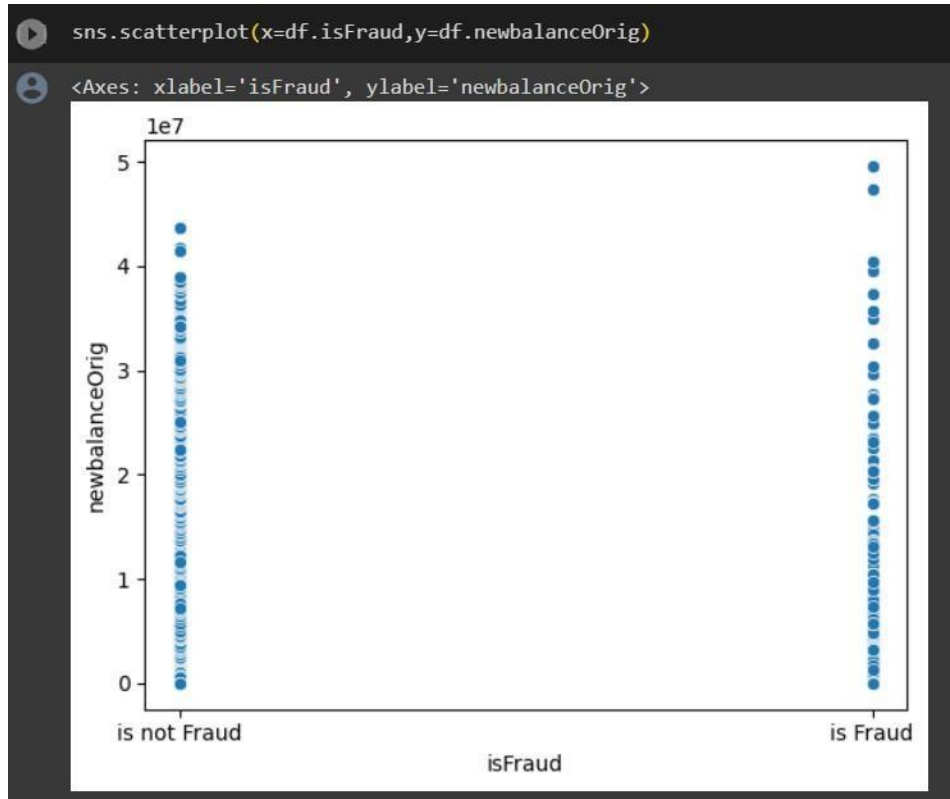 sns.scatterplot(x=df.isFraud,y=df.newbalanceOrig)
<Axes: xlabel='isFraud', ylabel='newbalanceOrig'>
1e7
5
4
3
2
1
0
newbalanceOrig
is not Fraud
is Fraud
isFraud